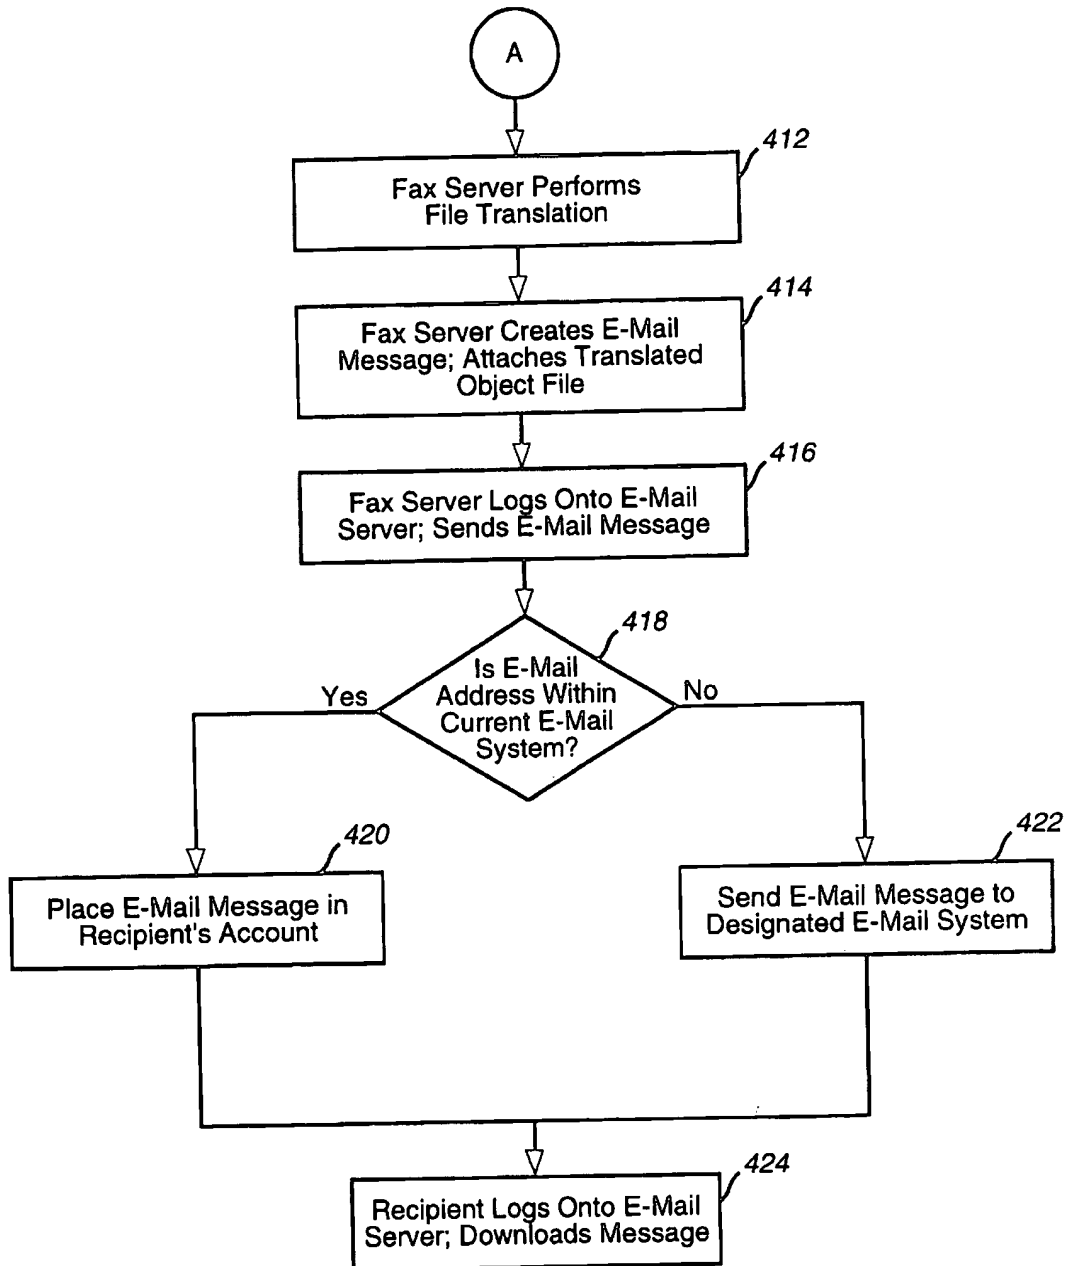 A
412
Fax Server Performs
File Translation
414
Fax Server Creates E-Mail
Message; Attaches Translated
Object File
416
Fax Server Logs Onto E-Mail
Server; Sends E-Mail Message
418
Is E-Mail
Address Within
Current E-Mail
System?
Yes
No
420
Place E-Mail Message in
Recipient's Account
422
Send E-Mail Message to
Designated E-Mail System
424
Recipient Logs Onto E-Mail
Server; Downloads Message